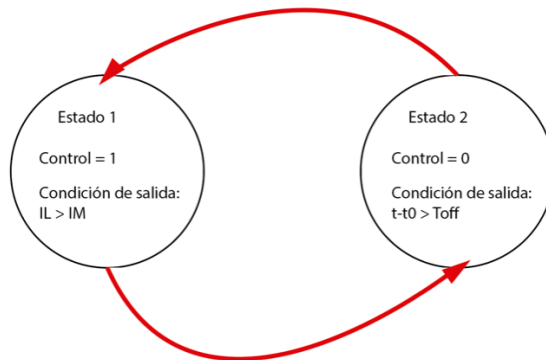 Estado 1
Control = 1
Condición de salida:
IL > IM
Estado 2
Control = 0
Condición de salida:
t-t0 > Toff